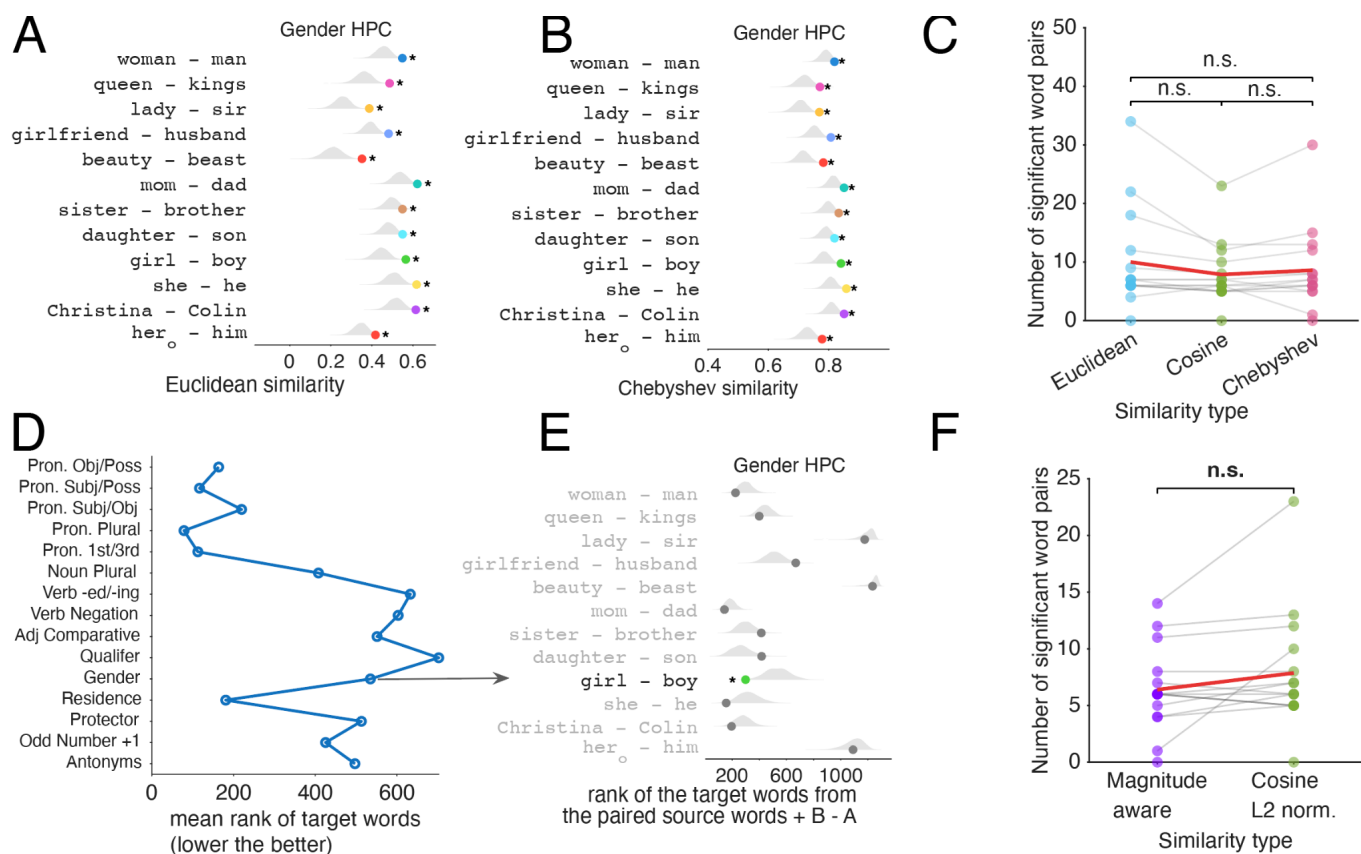 A
Gender HPC
woman – man
queen – kings
lady – sir
girlfriend – husband
beauty – beast
mom – dad
sister – brother
daughter – son
girl – boy
she – he
Christina – Colin
her – him
0 0.2 0.4 0.6
Euclidean similarity
B
Gender HPC
woman – man
queen – kings
lady – sir
girlfriend – husband
beauty – beast
mom – dad
sister – brother
daughter – son
girl – boy
she – he
Christina – Colin
her – him
0.4 0.6 0.8
Chebyshev similarity
C
50
40
30
20
10
0
Number of significant word pairs
n.s.
n.s. n.s.
Euclidean Cosine Chebyshev
Similarity type
D
Pron. Obj/Poss
Pron. Subj/Poss
Pron. Subj/Obj
Pron. Plural
Pron. 1st/3rd
Noun Plural
Verb -ed/-ing
Verb Negation
Adj Comparative
Qualifer
Gender
Residence
Protector
Odd Number +1
Antonyms
0 200 400 600
mean rank of target words
(lower the better)
E
Gender HPC
woman – man
queen – kings
lady – sir
girlfriend – husband
beauty – beast
mom – dad
sister – brother
daughter – son
girl – boy
she – he
Christina – Colin
her – him
200 600 1000
rank of the target words from
the paired source words + B - A
F
25
20
15
10
5
0
Number of significant word pairs
n.s.
Magnitude Cosine
aware L2 norm.
Similarity type